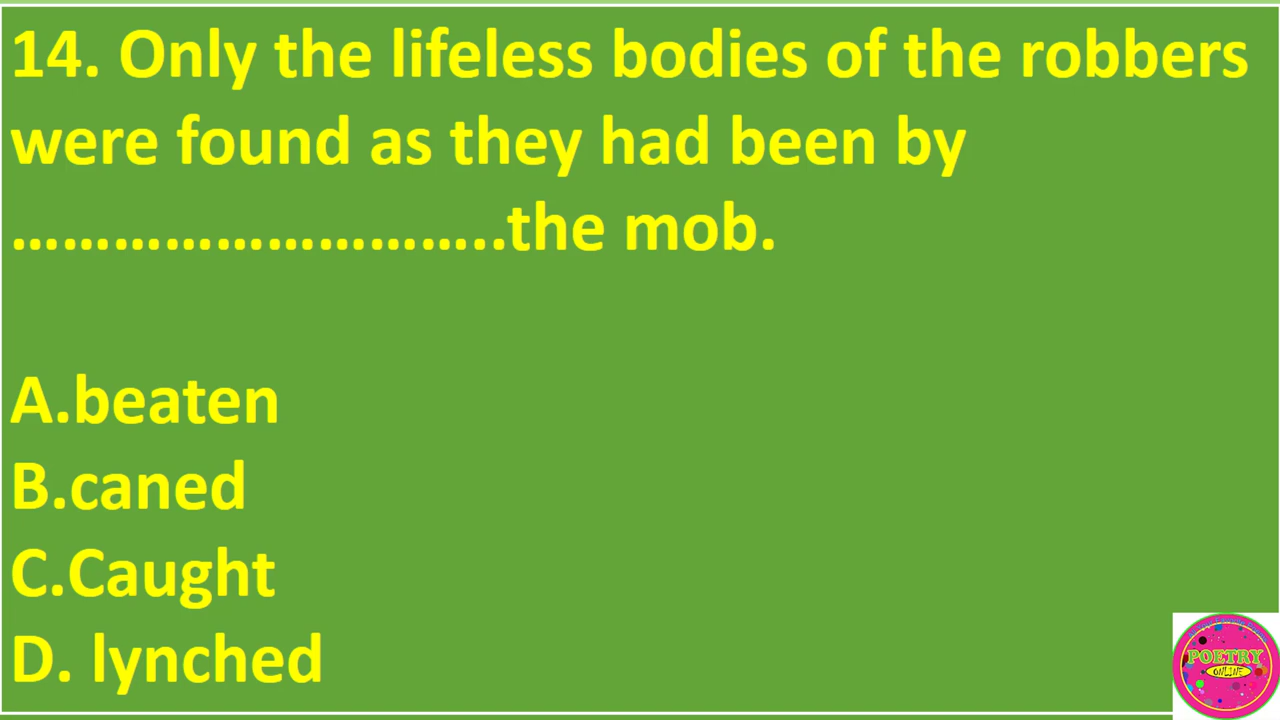 14. Only the lifeless bodies of the robbers
were found as they had been by
………………………..the mob.
A.beaten
B.caned
C.Caught
D. lynched
POETRY
ONLINE